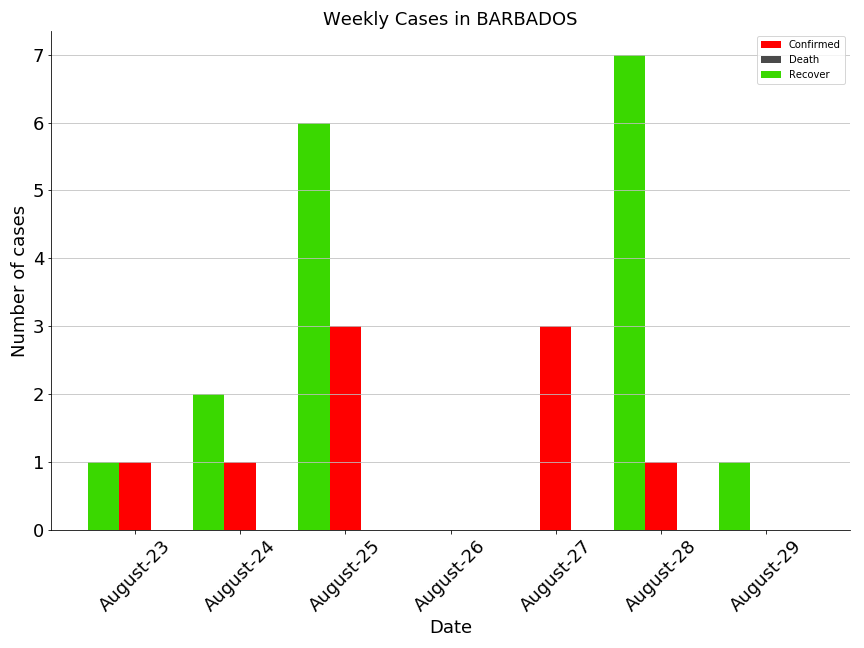 Weekly Cases in BARBADOS
Confirmed
Death
Recover
Number of cases
7
6
5
4
3
2
1
0
August-23
August-24
August-25
August-26
August-27
August-28
August-29
Date